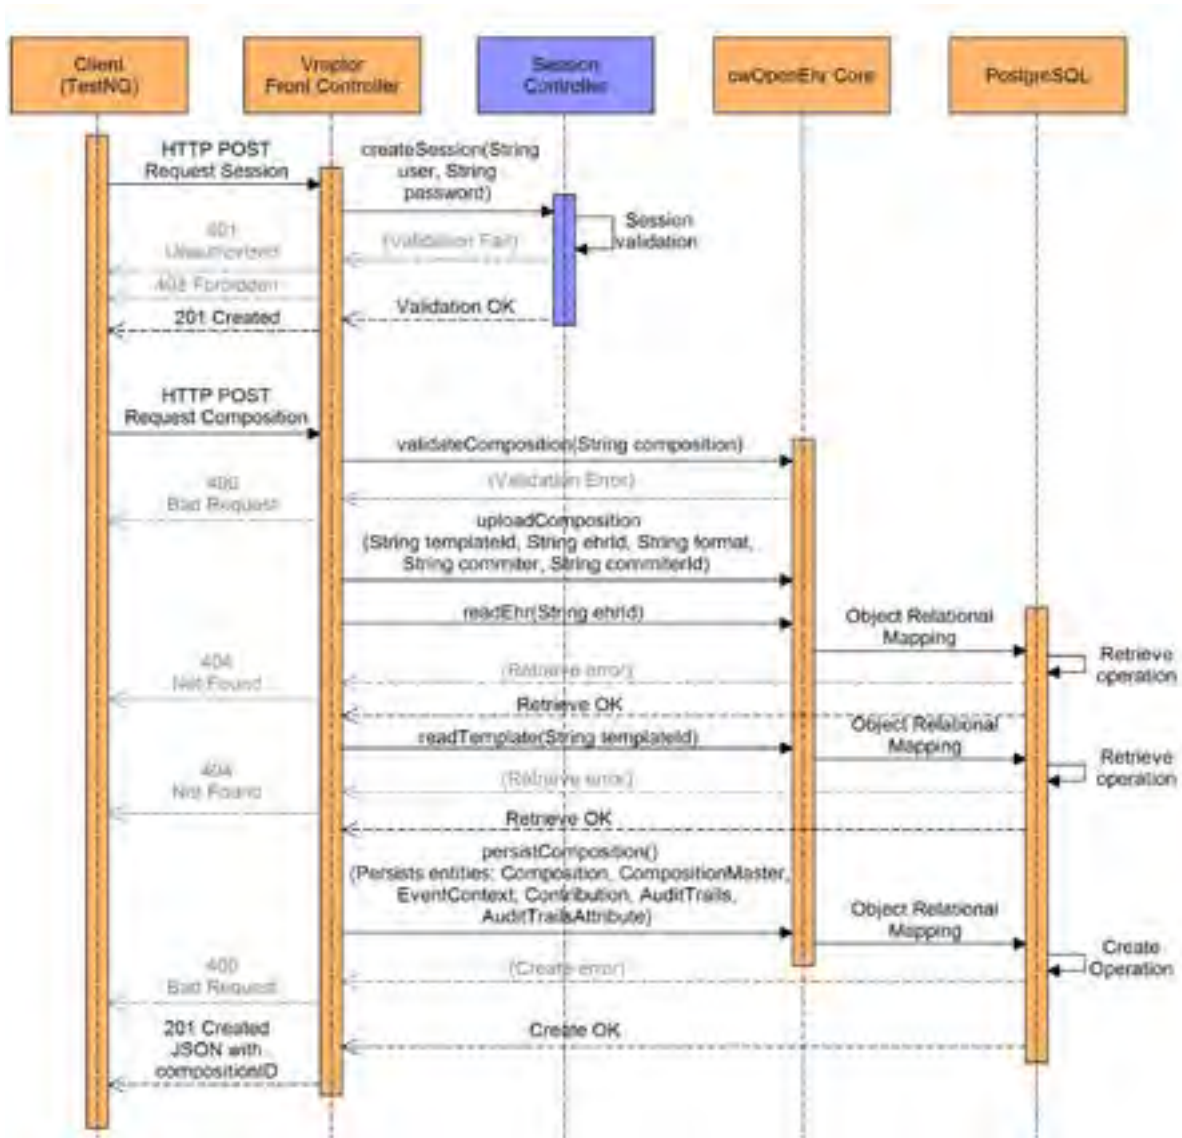 Client
(TestNG)
Vraptor
Front Controller
Session
Controller
cwOpenEhr Core
PostgreSQL
HTTP POST
Request Session
createSession(String
user, String
password)
Session
validation
401
Unauthorized
(Validation Fail)
403 Forbidden
Validation OK
201 Created
HTTP POST
Request Composition
validateComposition(String composition)
(Validation Error)
400
Bad Request
uploadComposition
(String templateId, String ehrId, String format,
String commiter, String commiterId)
readEhr(String ehrId)
Object Relational
Mapping
Retrieve
operation
404
Not Found
(Retrieve error)
Retrieve OK
readTemplate(String templateId)
Object Relational
Mapping
Retrieve
operation
404
Not Found
(Retrieve error)
Retrieve OK
persistComposition()
(Persists entities: Composition, CompositionMaster,
EventContext, Contribution, AuditTrails,
AuditTrailsAttribute)
Object Relational
Mapping
Create
Operation
400
Bad Request
(Create error)
201 Created
JSON with
compositionID
Create OK